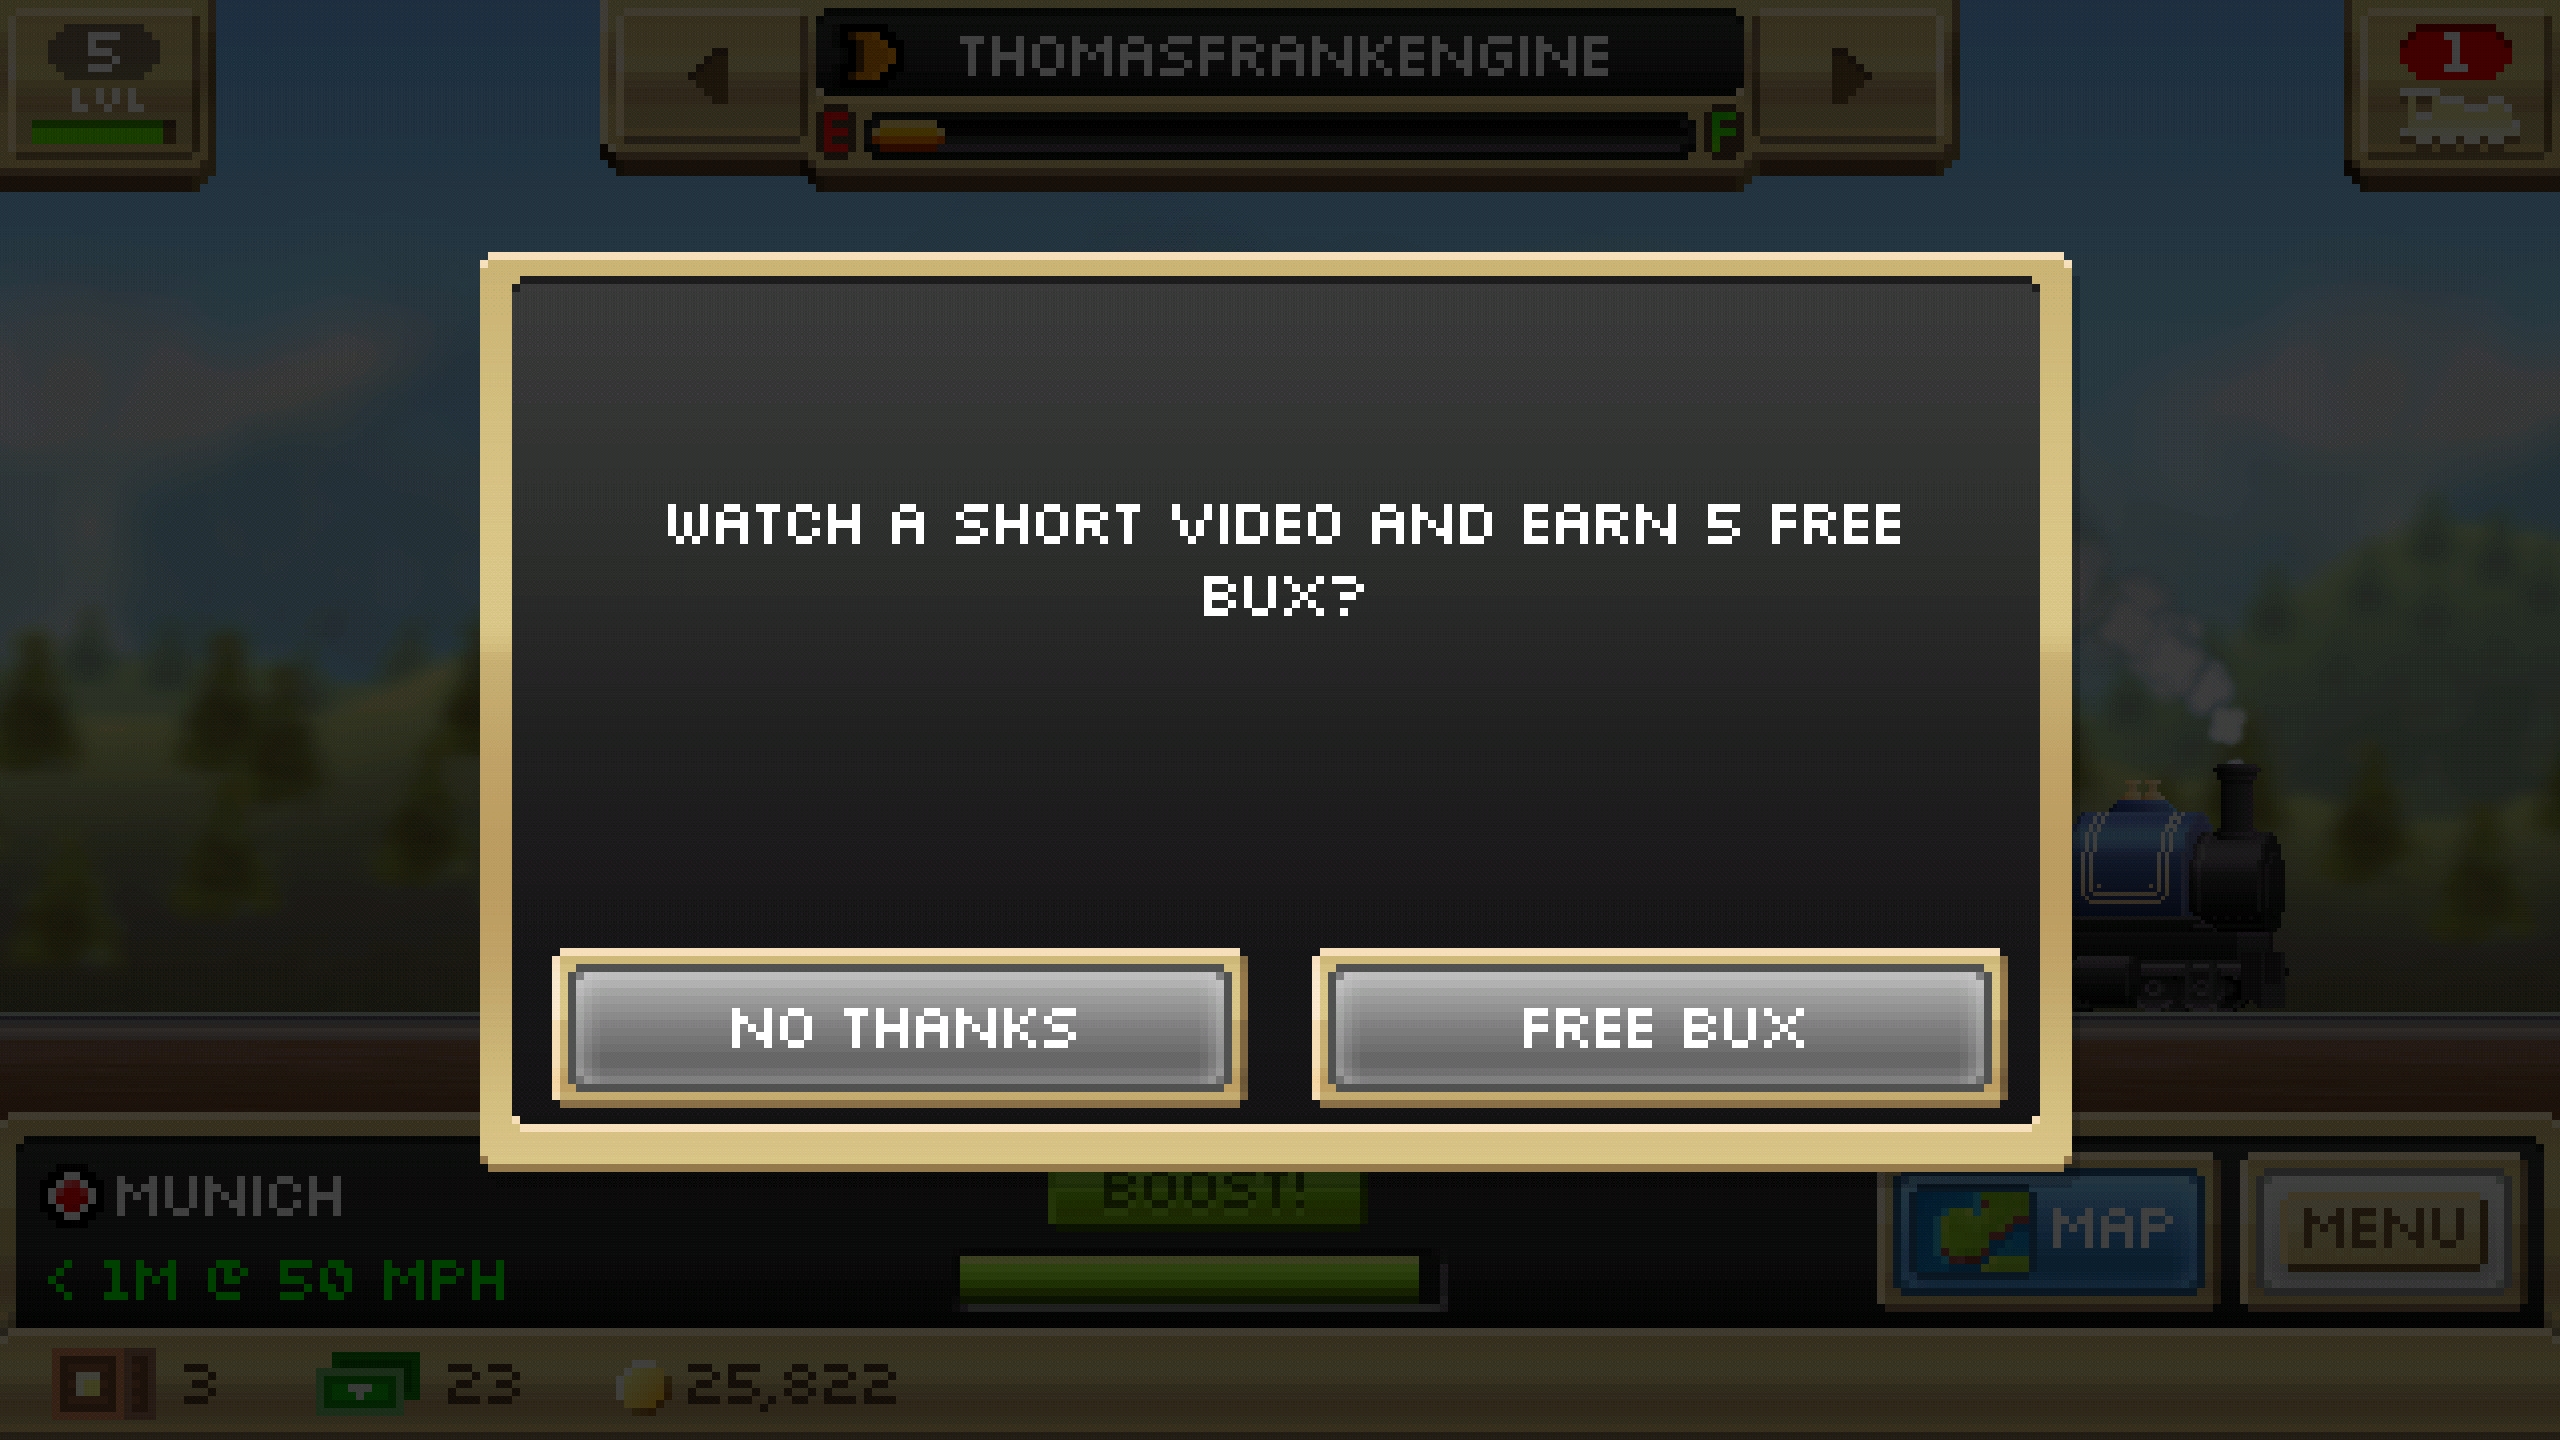 5
LVL
THOMASFRANKENGINE
E F
1
WATCH A SHORT VIDEO AND EARN 5 FREE
BUX?
NO THANKS
FREE BUX
MUNICH
BOOST!
< 1M @ 50 MPH
MAP
MENU
3
23
25,822